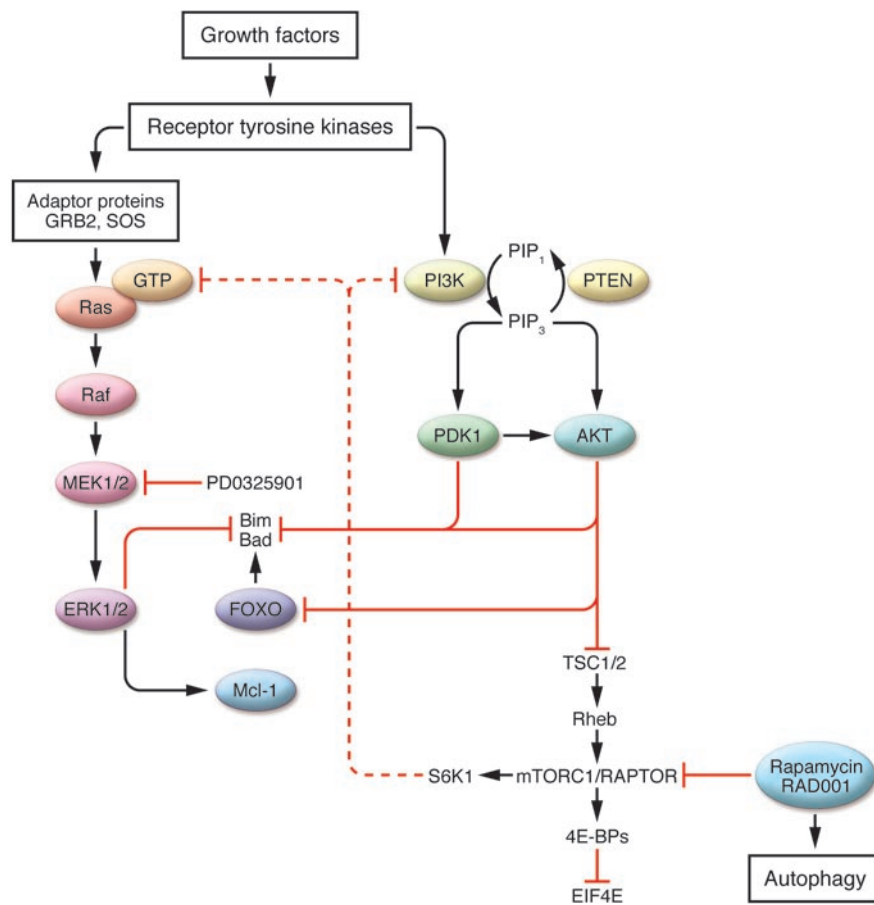 Growth factors
Receptor tyrosine kinases
Adaptor proteins
GRB2, SOS
GTP
Ras
PI3K
PIP₁
PTEN
PIP₃
Raf
PDK1
AKT
MEK1/2
PD0325901
Bim
Bad
ERK1/2
FOXO
TSC1/2
Mcl-1
Rheb
S6K1
mTORC1/RAPTOR
Rapamycin
RAD001
4E-BPs
Autophagy
EIF4E